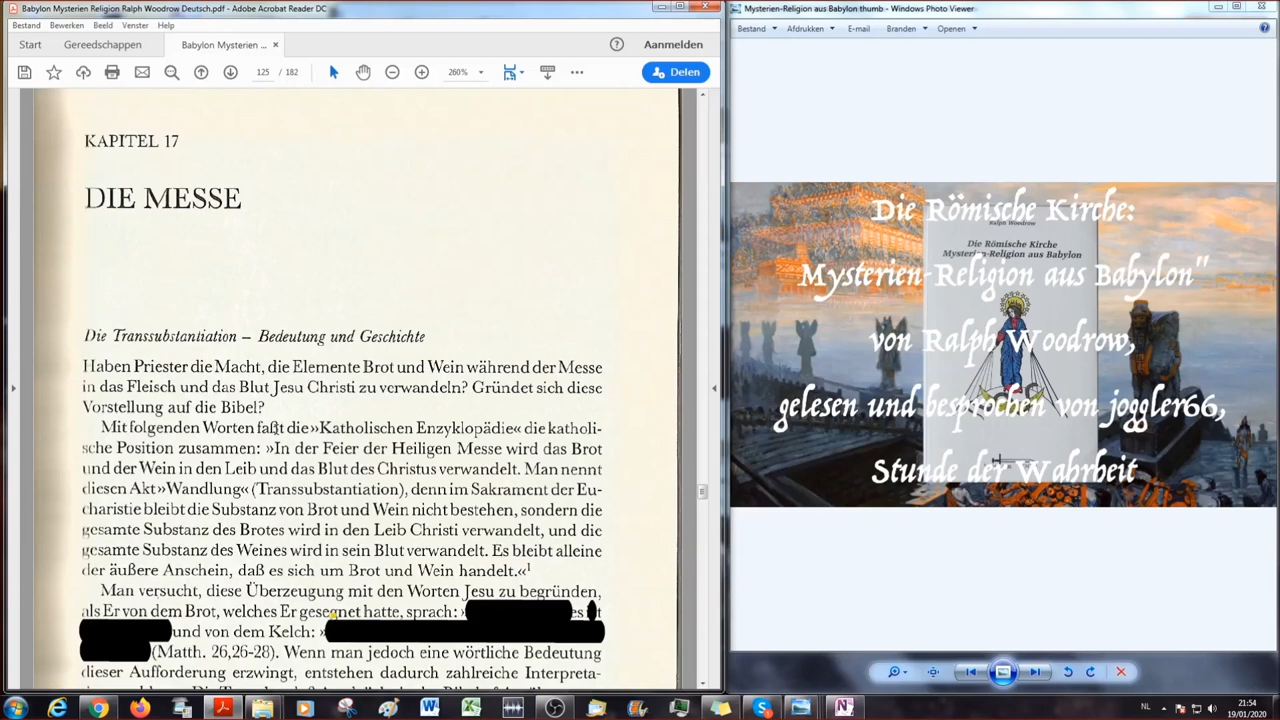 Babylon Mysterien Religion Ralph Woodrow Deutsch.pdf - Adobe Acrobat Reader DC
Bestand Bewerken Beeld Venster Help
Start Gereedschappen Babylon Mysterien ... × Aanmelden
125 / 182 260% Delen
KAPITEL 17
DIE MESSE
Die Transsubstantiation – Bedeutung und Geschichte
Haben Priester die Macht, die Elemente Brot und Wein während der Messe
in das Fleisch und das Blut Jesu Christi zu verwandeln? Gründet sich diese
Vorstellung auf die Bibel?
Mit folgenden Worten faßt die »Katholischen Enzyklopädie« die katholi-
sche Position zusammen: »In der Feier der Heiligen Messe wird das Brot
und der Wein in den Leib und das Blut des Christus verwandelt. Man nennt
diesen Akt »Wandlung« (Transsubstantiation), denn im Sakrament der Eu-
charistie bleibt die Substanz von Brot und Wein nicht bestehen, sondern die
gesamte Substanz des Brotes wird in den Leib Christi verwandelt, und die
gesamte Substanz des Weines wird in sein Blut verwandelt. Es bleibt alleine
der äußere Anschein, daß es sich um Brot und Wein handelt.«1
Man versucht, diese Überzeugung mit den Worten Jesu zu begründen,
als Er von dem Brot, welches Er gesegnet hatte, sprach: »
und von dem Kelch: »
(Matth. 26,26-28). Wenn man jedoch eine wörtliche Bedeutung
dieser Aufforderung erzwingt, entstehen dadurch zahlreiche Interpreta-
Mysterien-Religion aus Babylon thumb - Windows Photo Viewer
Bestand Afdrukken E-mail Branden Openen
Die Römische Kirche:
Ralph Woodrow
Die Römische Kirche
Mysterien-Religion aus Babylon
Mysterien-Religion aus Babylon"
von Ralph Woodrow,
gelesen und besprochen von joggler66,
Stunde der Wahrheit
NL 21:54
19/01/2020